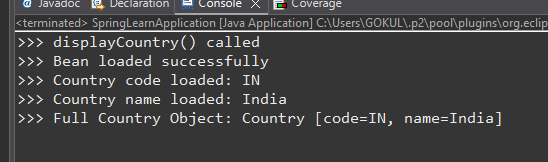 Javadoc Declaration Console Coverage
<terminated> SpringLearnApplication [Java Application] C:\Users\GOKUL\.p2\pool\plugins\org.eclip
>>> displayCountry() called
>>> Bean loaded successfully
>>> Country code loaded: IN
>>> Country name loaded: India
>>> Full Country Object: Country [code=IN, name=India]